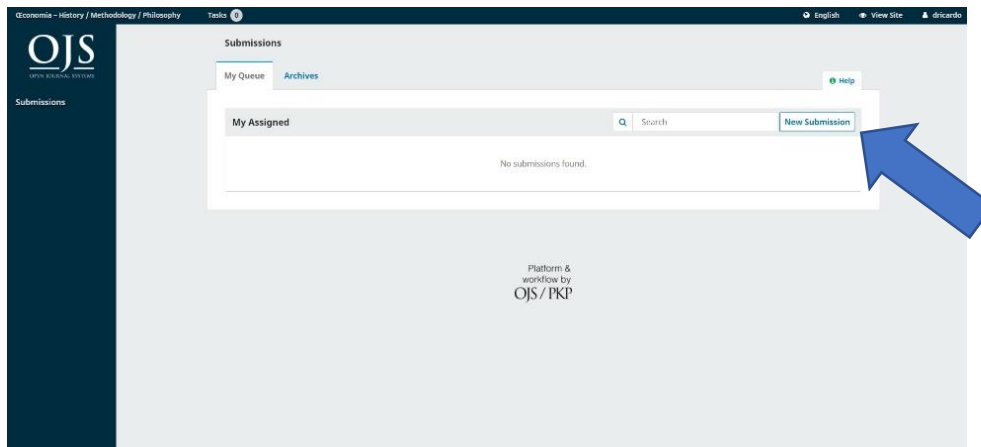 Œconomia – History / Methodology / Philosophy Tasks 0 English View Site dricardo
OJS
OPEN JOURNAL SYSTEMS
Submissions
Submissions
My Queue Archives Help
My Assigned Search New Submission
No submissions found.
Platform &
workflow by
OJS / PKP